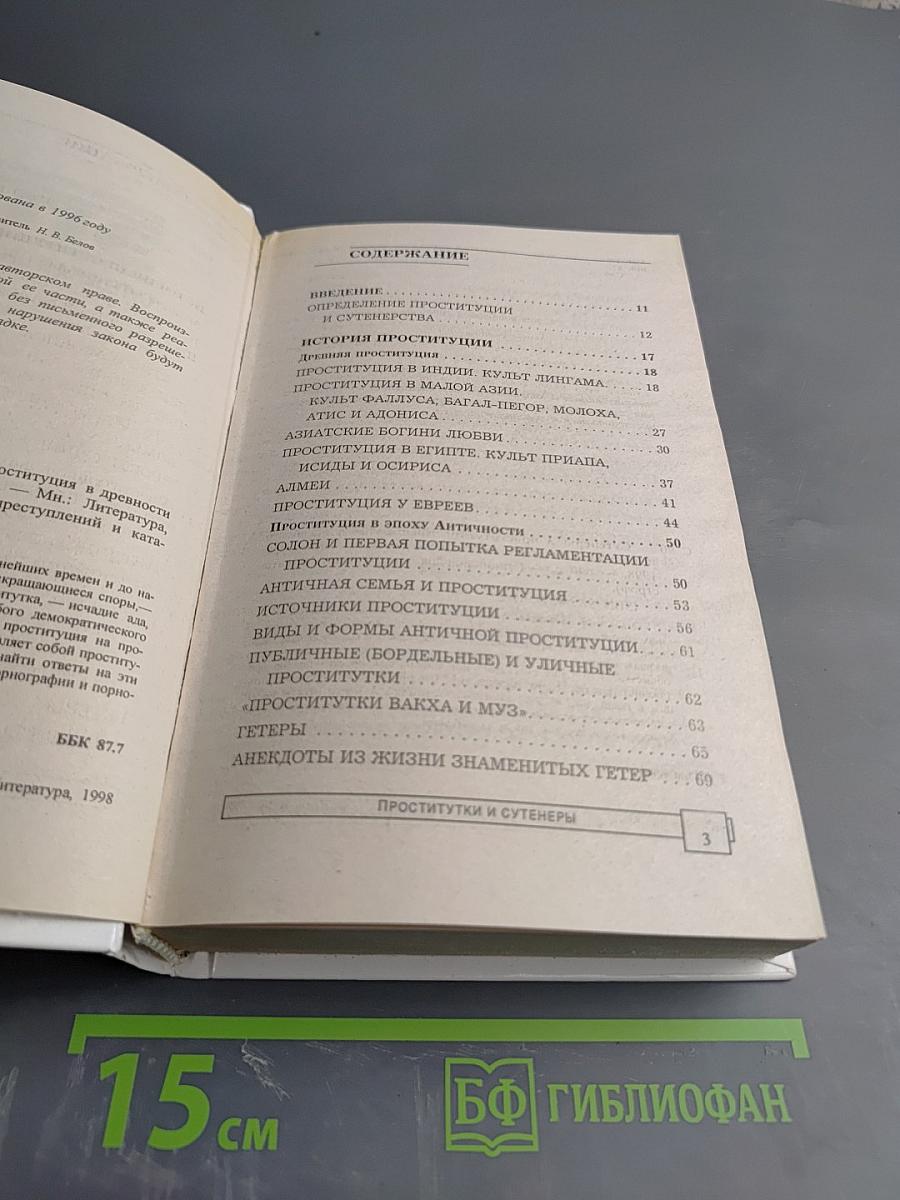 ована в 1996 году
витель Н. В. Белов
авторском праве. Воспроиз-
ой ее части, а также реа-
без письменного разреше-
нарушения закона будут
ядке.
оституция в древности
— Мн.: Литература,
преступлений и ката-
нейших времен и до на-
екращающиеся споры,—
итутка, — исчадие ада,
бого демократического
проституция на про-
вляет собой проститу-
найти ответы на эти
орнографии и порно-
ББК 87.7
итература, 1998
СОДЕРЖАНИЕ
ВВЕДЕНИЕ . . . . . . . . . . . . . . . . . . . . . . . . 11
ОПРЕДЕЛЕНИЕ ПРОСТИТУЦИИ
И СУТЕНЕРСТВА . . . . . . . . . . . . . . . . . . . . 12
ИСТОРИЯ ПРОСТИТУЦИИ . . . . . . . . . . . . . . 17
Древняя проституция . . . . . . . . . . . . . . . . . . 18
ПРОСТИТУЦИЯ В ИНДИИ. КУЛЬТ ЛИНГАМА. . . . . . 18
ПРОСТИТУЦИЯ В МАЛОЙ АЗИИ.
КУЛЬТ ФАЛЛУСА, БАГАЛ-ПЕГОР, МОЛОХА,
АТИС И АДОНИСА . . . . . . . . . . . . . . . . . . 27
АЗИАТСКИЕ БОГИНИ ЛЮБВИ . . . . . . . . . . . . . 30
ПРОСТИТУЦИЯ В ЕГИПТЕ. КУЛЬТ ПРИАПА,
ИСИДЫ И ОСИРИСА . . . . . . . . . . . . . . . . . 37
АЛМЕИ . . . . . . . . . . . . . . . . . . . . . . . . . . 41
ПРОСТИТУЦИЯ У ЕВРЕЕВ . . . . . . . . . . . . . . . 44
Проституция в эпоху Античности . . . . . . . . . . . 50
СОЛОН И ПЕРВАЯ ПОПЫТКА РЕГЛАМЕНТАЦИИ
ПРОСТИТУЦИИ . . . . . . . . . . . . . . . . . . . . 50
АНТИЧНАЯ СЕМЬЯ И ПРОСТИТУЦИЯ . . . . . . . . 53
ИСТОЧНИКИ ПРОСТИТУЦИИ . . . . . . . . . . . . . 56
ВИДЫ И ФОРМЫ АНТИЧНОЙ ПРОСТИТУЦИИ. . . . 61
ПУБЛИЧНЫЕ (БОРДЕЛЬНЫЕ) И УЛИЧНЫЕ
ПРОСТИТУТКИ . . . . . . . . . . . . . . . . . . . . 62
«ПРОСТИТУТКИ ВАКХА И МУЗ». . . . . . . . . . . . 63
ГЕТЕРЫ . . . . . . . . . . . . . . . . . . . . . . . . . 65
АНЕКДОТЫ ИЗ ЖИЗНИ ЗНАМЕНИТЫХ ГЕТЕР . . . 69
ПРОСТИТУТКИ И СУТЕНЕРЫ
3
15 см
БФ ГИБЛИОФАН